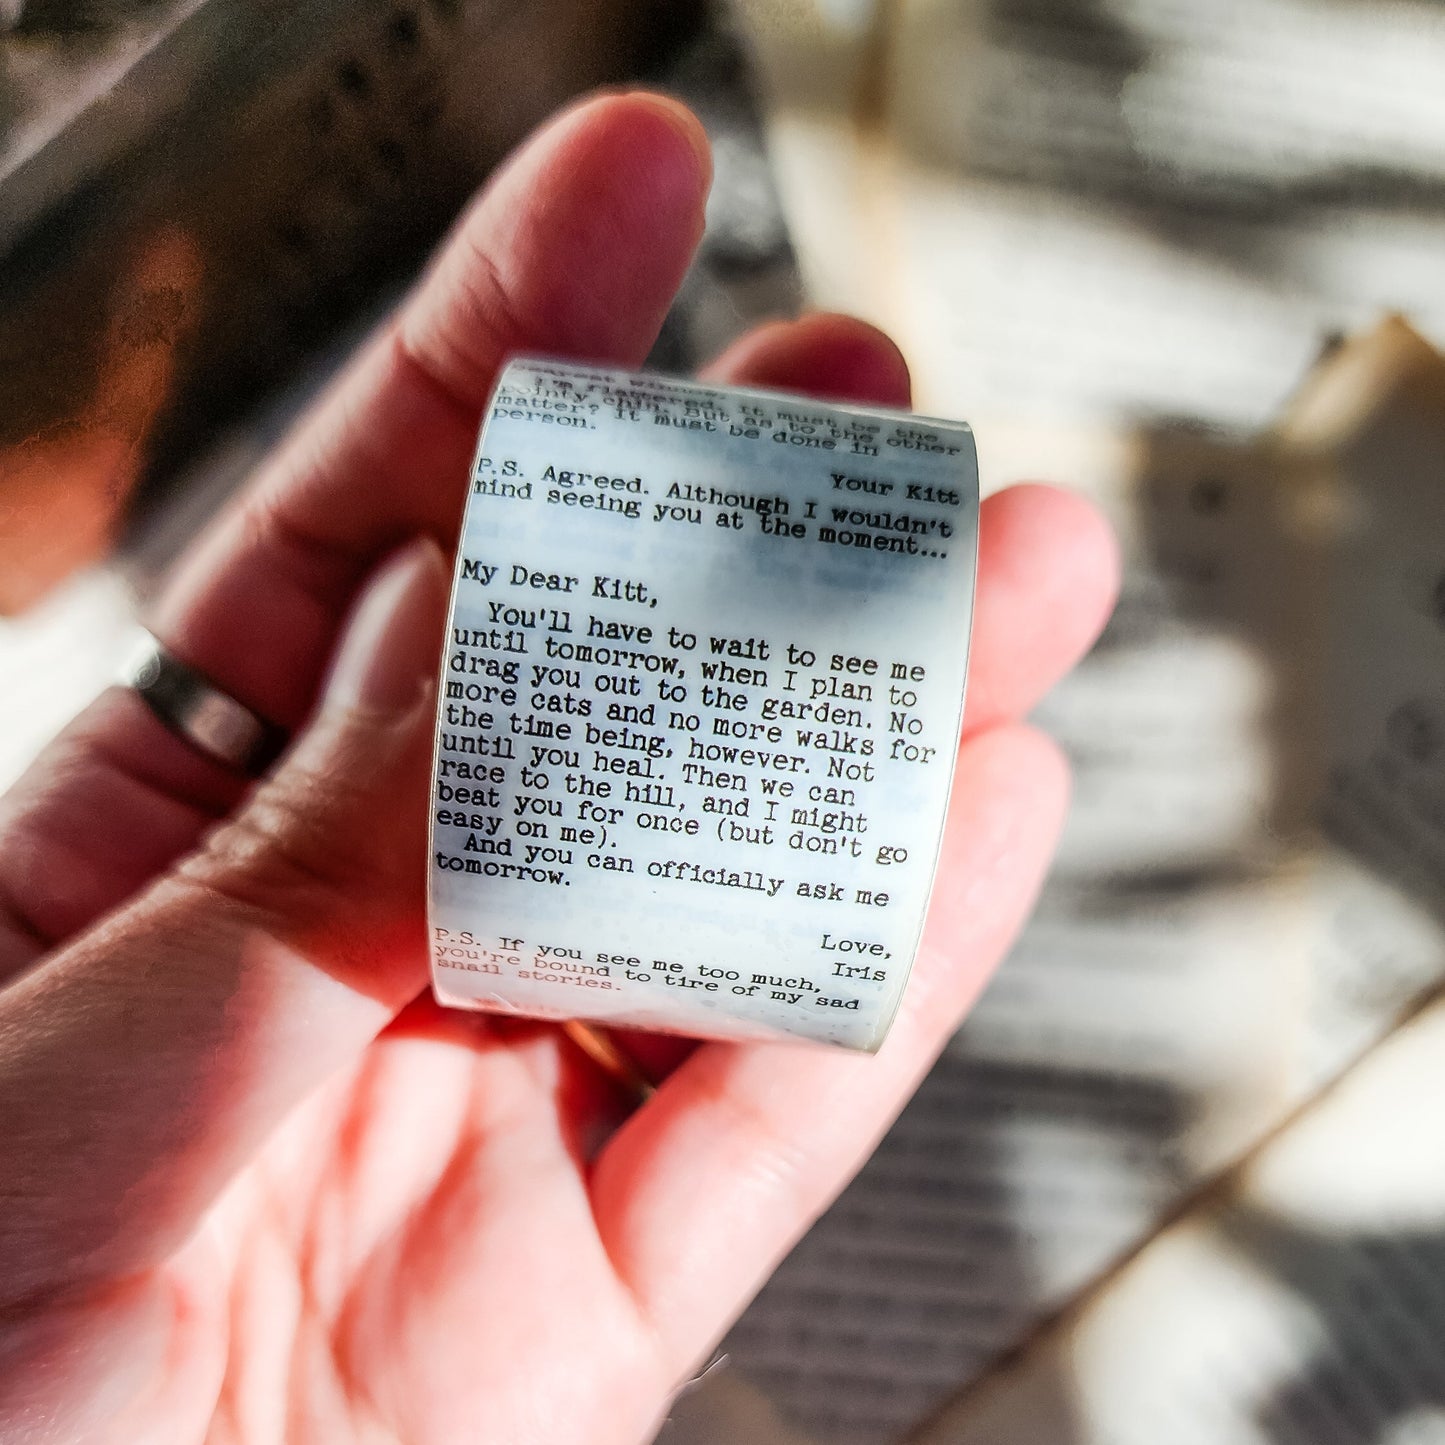 nearest window.
I'm flattered. It must be the
pointy chin. But as to the other
matter? It must be done in
person.
Your Kitt
P.S. Agreed. Although I wouldn't
mind seeing you at the moment...
My Dear Kitt,
You'll have to wait to see me
until tomorrow, when I plan to
drag you out to the garden. No
more cats and no more walks for
the time being, however. Not
until you heal. Then we can
race to the hill, and I might
beat you for once (but don't go
easy on me).
And you can officially ask me
tomorrow.
Love,
Iris
P.S. If you see me too much,
you're bound to tire of my sad
snail stories.